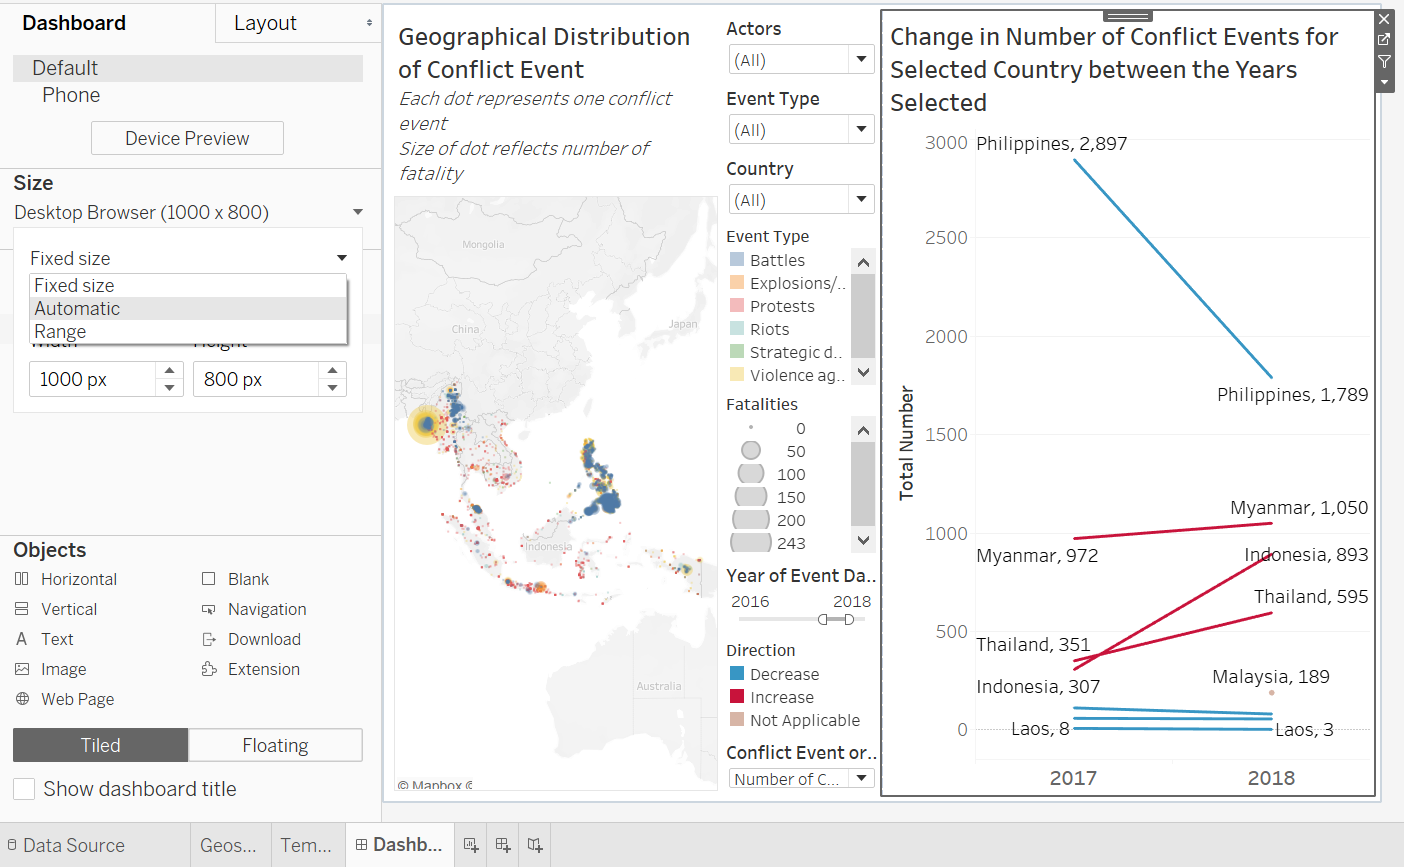 Dashboard
Layout
Default
Phone
Device Preview
Size
Desktop Browser (1000 x 800)
Fixed size
Fixed size
Automatic
Range
1000 px
800 px
Objects
Horizontal
Blank
Vertical
Navigation
A Text
Download
Image
Extension
Web Page
Tiled
Floating
Show dashboard title
Geographical Distribution
of Conflict Event
Each dot represents one conflict
event
Size of dot reflects number of
fatality
Mongolia
China
Japan
Indonesia
Australia
© Mapbox ©
Actors
(All)
Event Type
(All)
Country
(All)
Event Type
Battles
Explosions/..
Protests
Riots
Strategic d..
Violence ag..
Fatalities
0
50
100
150
200
243
Year of Event Da..
2016
2018
Direction
Decrease
Increase
Not Applicable
Conflict Event or..
Number of C...
Change in Number of Conflict Events for
Selected Country between the Years
Selected
Total Number
3000
2500
2000
1500
1000
500
0
Philippines, 2,897
Philippines, 1,789
Myanmar, 1,050
Myanmar, 972
Indonesia, 893
Thailand, 595
Thailand, 351
Indonesia, 307
Malaysia, 189
Laos, 8
Laos, 3
2017
2018
Data Source
Geos...
Tem...
Dashb...